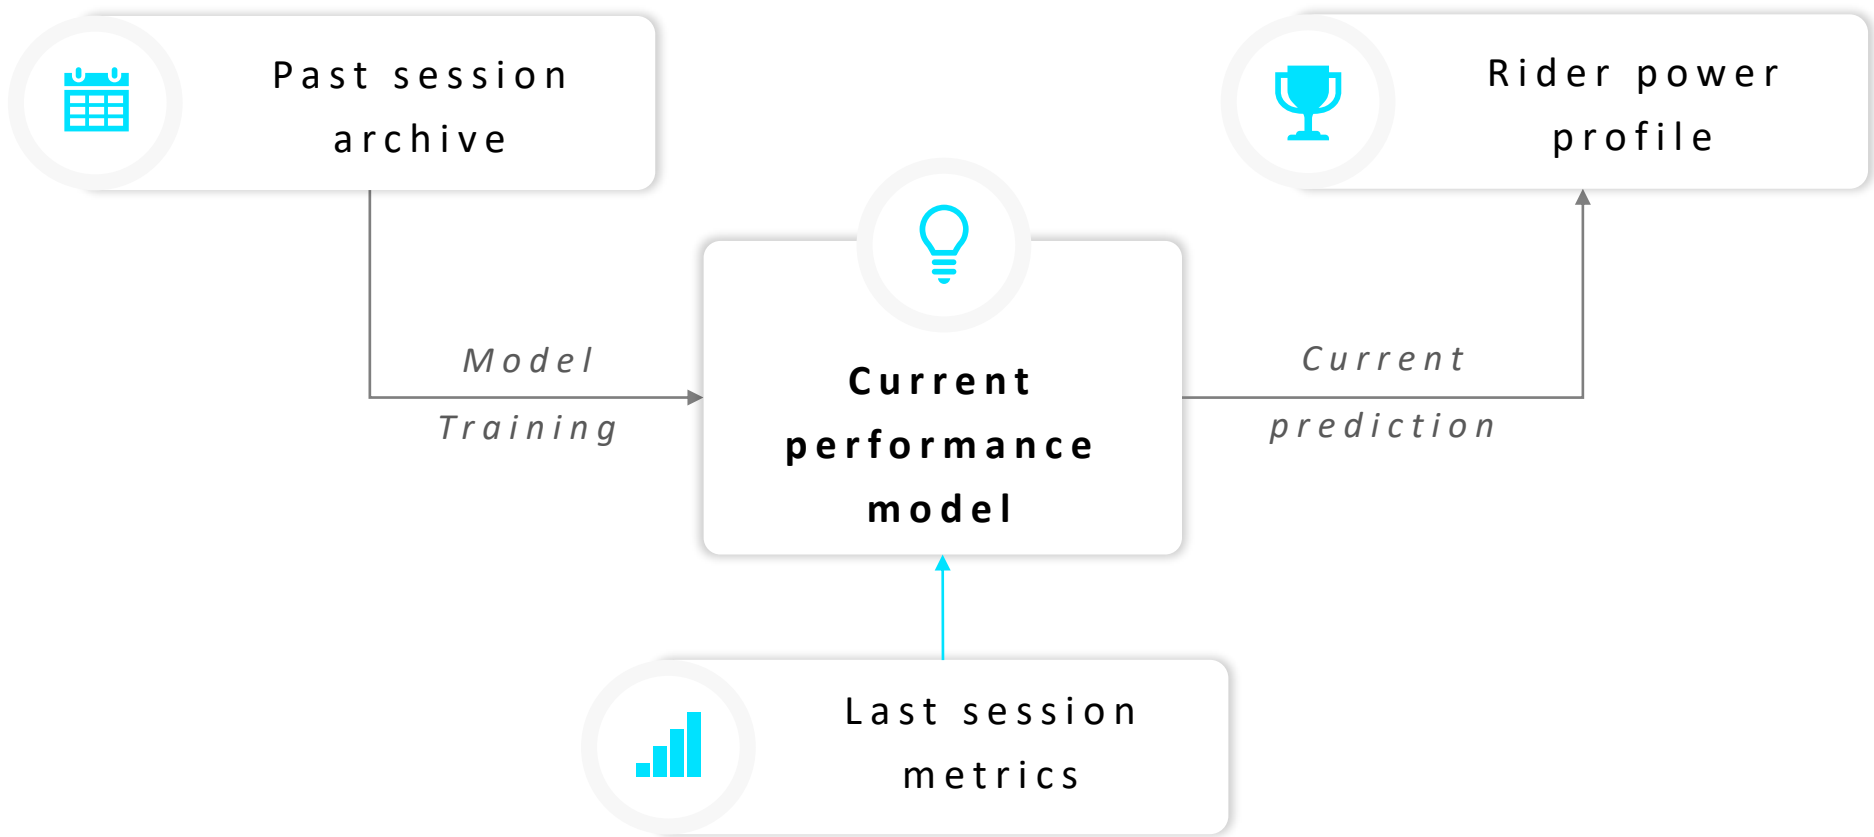 Past session
archive
Rider power
profile
Model
Training
Current
performance
model
Current
prediction
Last session
metrics